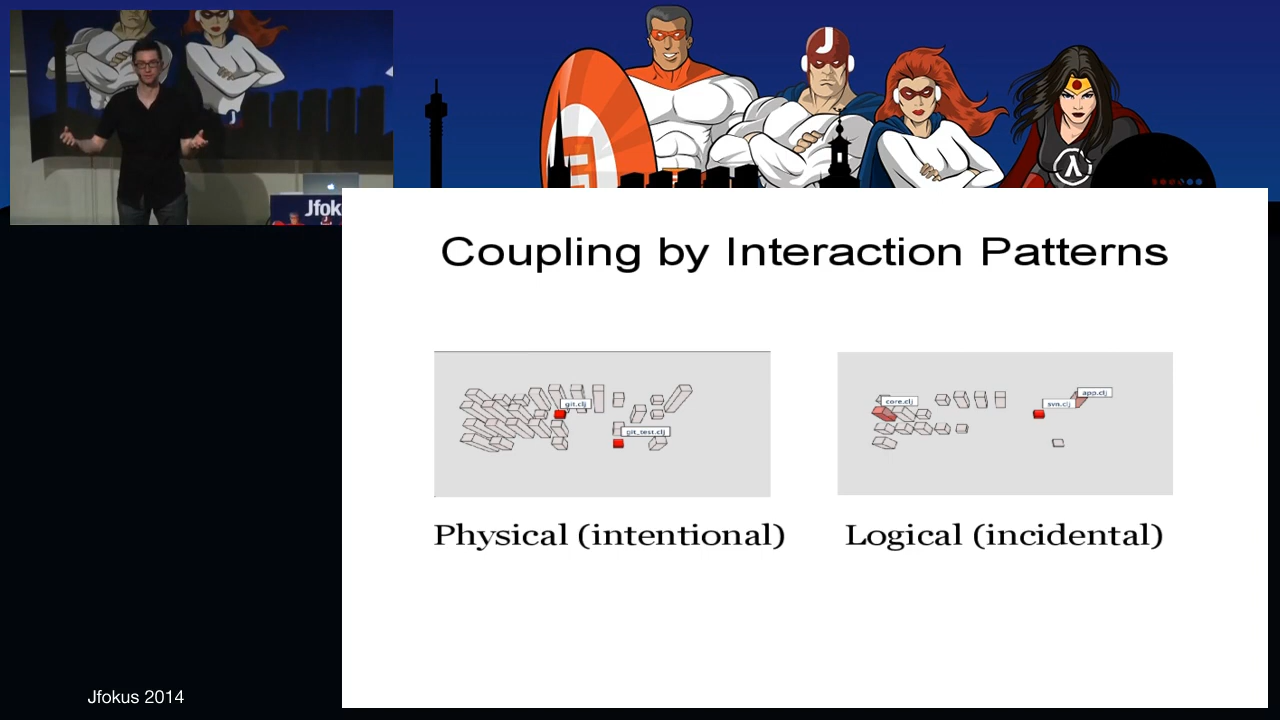 Jfok
J
Coupling by Interaction Patterns
git.clj
git_test.clj
core.clj
app.clj
svn.clj
Physical (intentional)
Logical (incidental)
Jfokus 2014